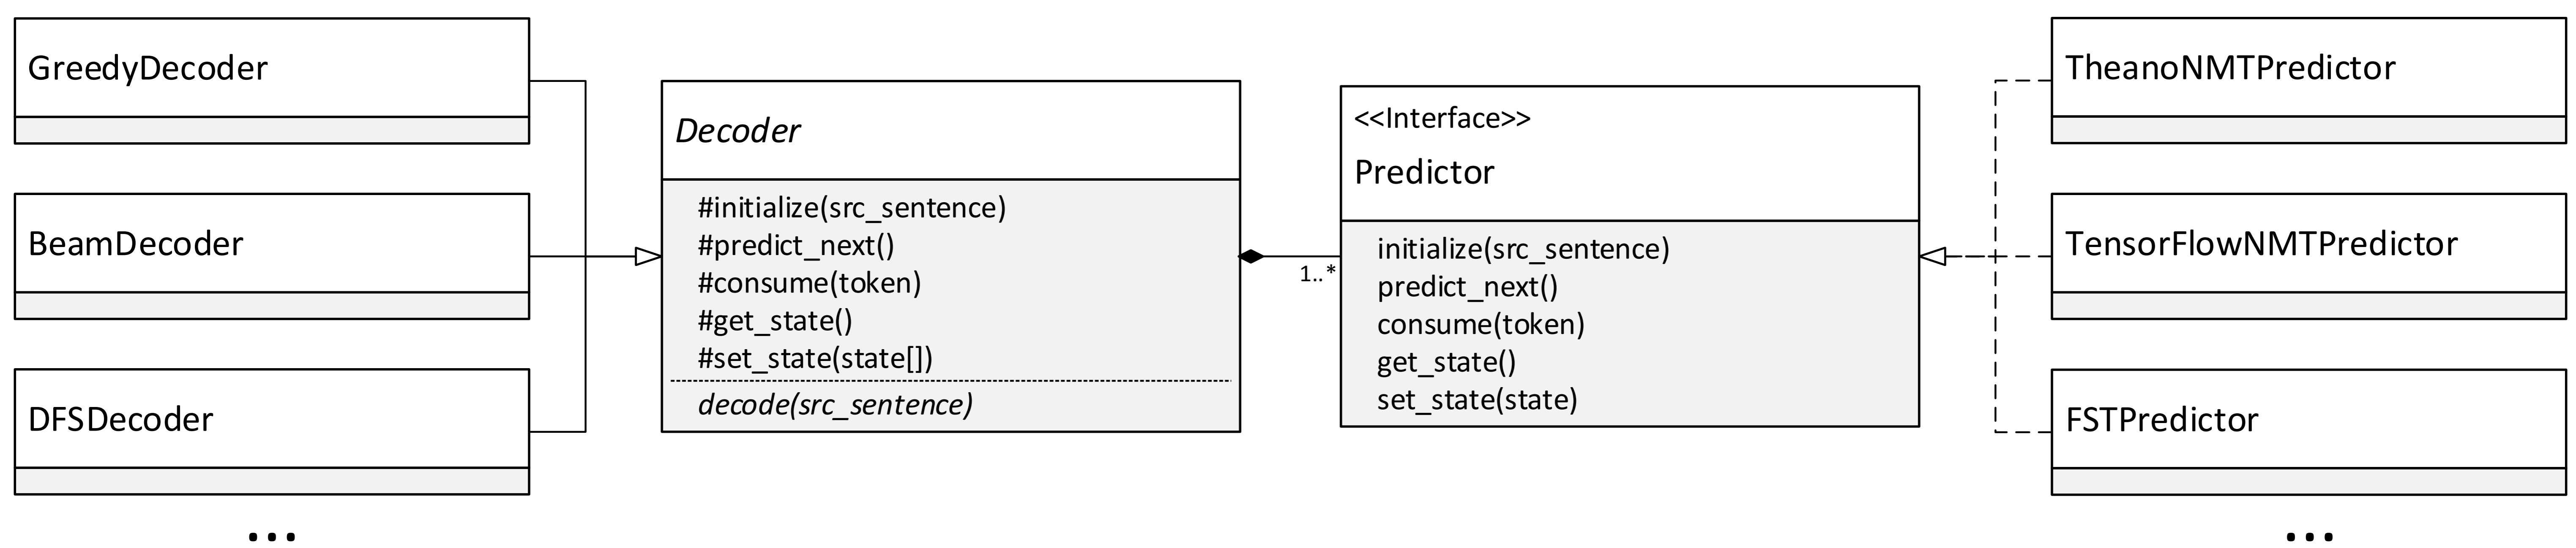 GreedyDecoder
BeamDecoder
DFSDecoder
...
Decoder
#initialize(src_sentence)
#predict_next()
#consume(token)
#get_state()
#set_state(state[])
decode(src_sentence)
1..*
<<Interface>>
Predictor
initialize(src_sentence)
predict_next()
consume(token)
get_state()
set_state(state)
TheanoNMTPredictor
TensorFlowNMTPredictor
FSTPredictor
...